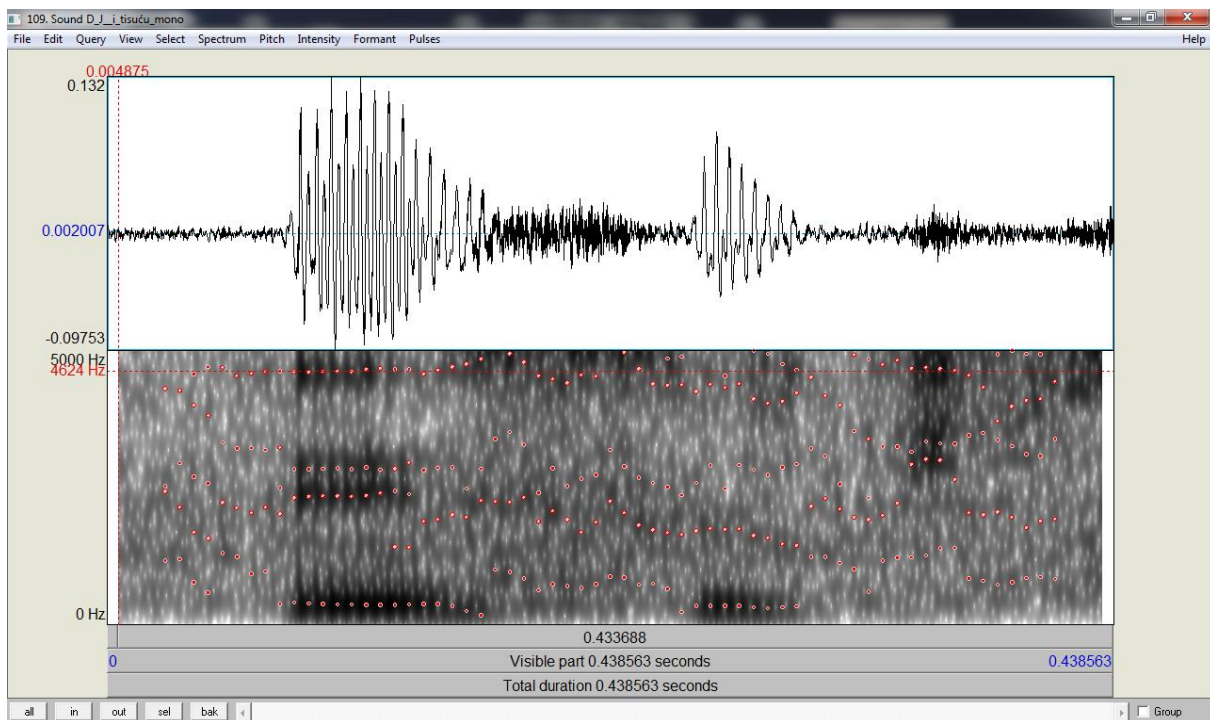 109. Sound D_J__i_tisuću_mono
File Edit Query View Select Spectrum Pitch Intensity Formant Pulses Help
0.004875
0.132
0.002007
-0.09753
5000 Hz
4624 Hz
0 Hz
0.433688
0 Visible part 0.438563 seconds 0.438563
Total duration 0.438563 seconds
all in out sel bak Group